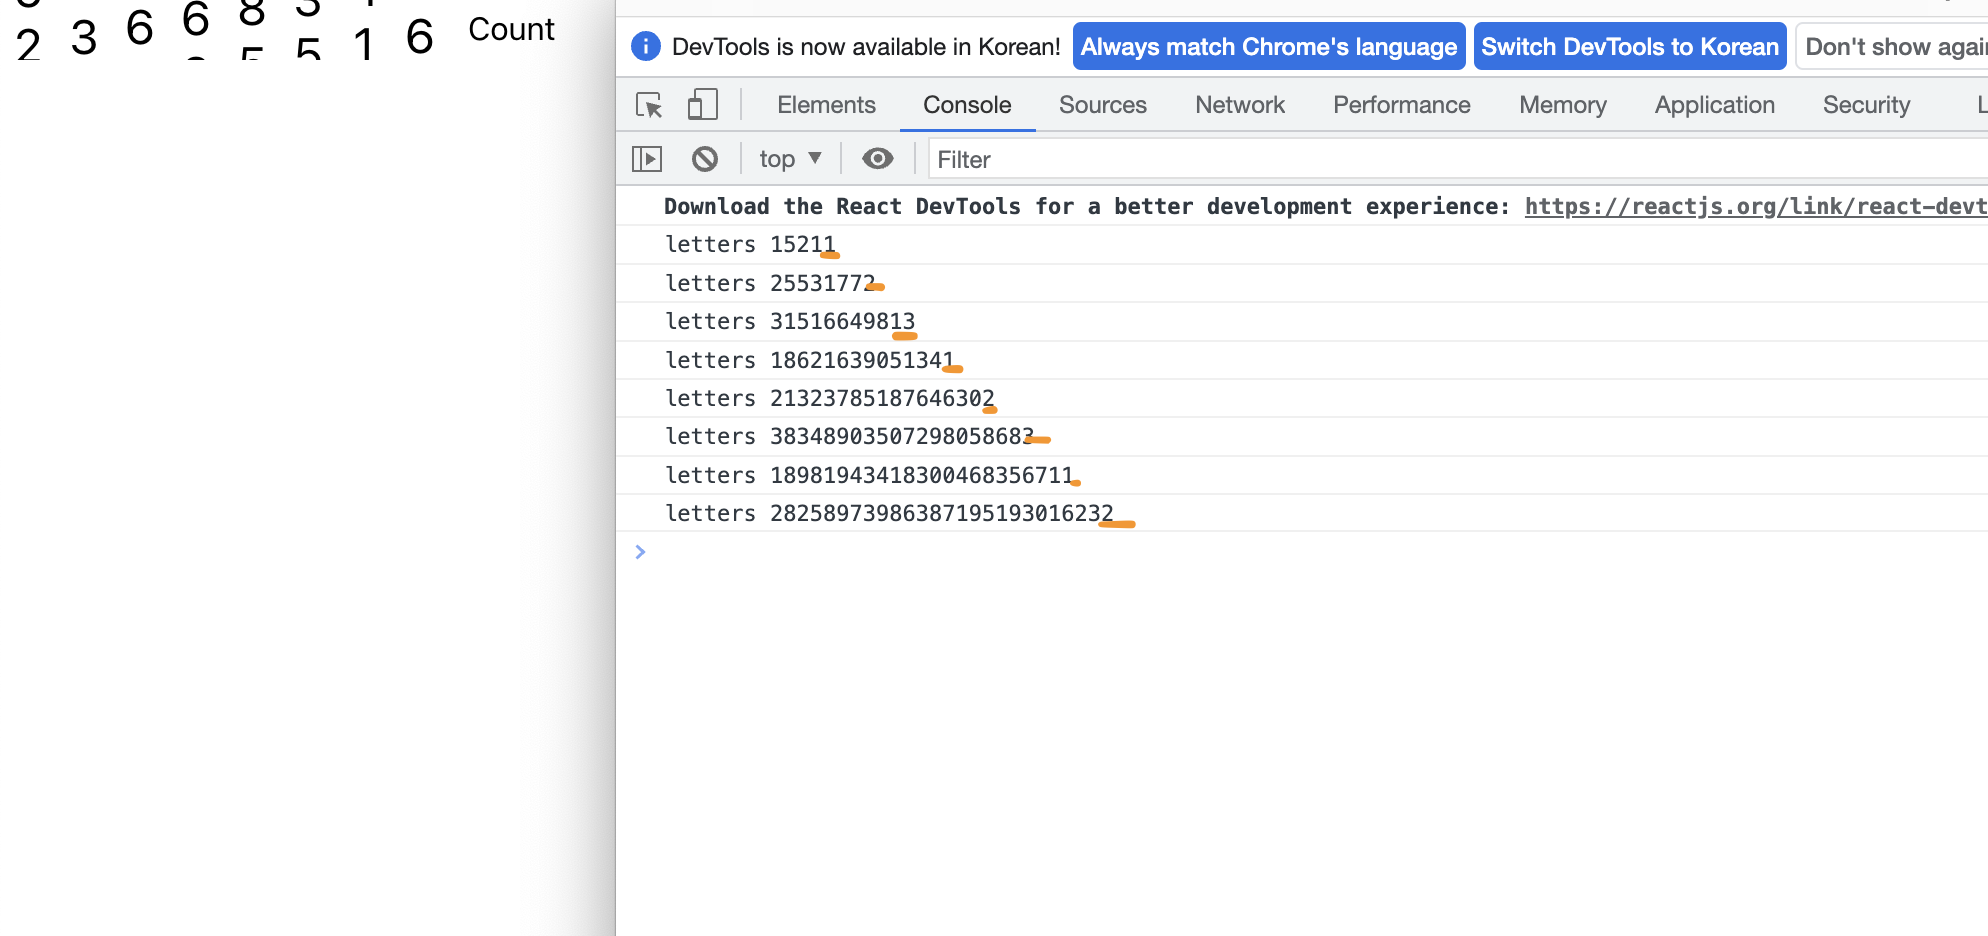 2 3 6 6 8 3 5 1 6 Count
DevTools is now available in Korean! Always match Chrome's language Switch DevTools to Korean Don't show again
Elements Console Sources Network Performance Memory Application Security
top Filter
Download the React DevTools for a better development experience: https://reactjs.org/link/react-devt
letters 15211
letters 25531772
letters 31516649813
letters 18621639051341
letters 21323785187646302
letters 38348903507298058683
letters 18981943418300468356711
letters 28258973986387195193016232